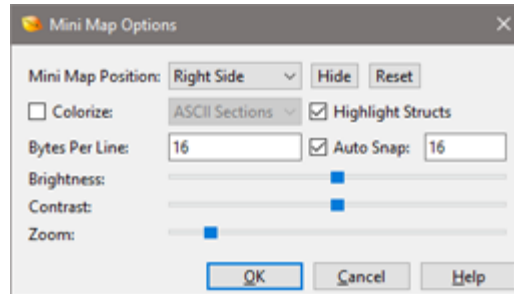 Mini Map Options
Mini Map Position: Right Side Hide Reset
Colorize: ASCII Sections Highlight Structs
Bytes Per Line: 16 Auto Snap: 16
Brightness:
Contrast:
Zoom:
OK Cancel Help